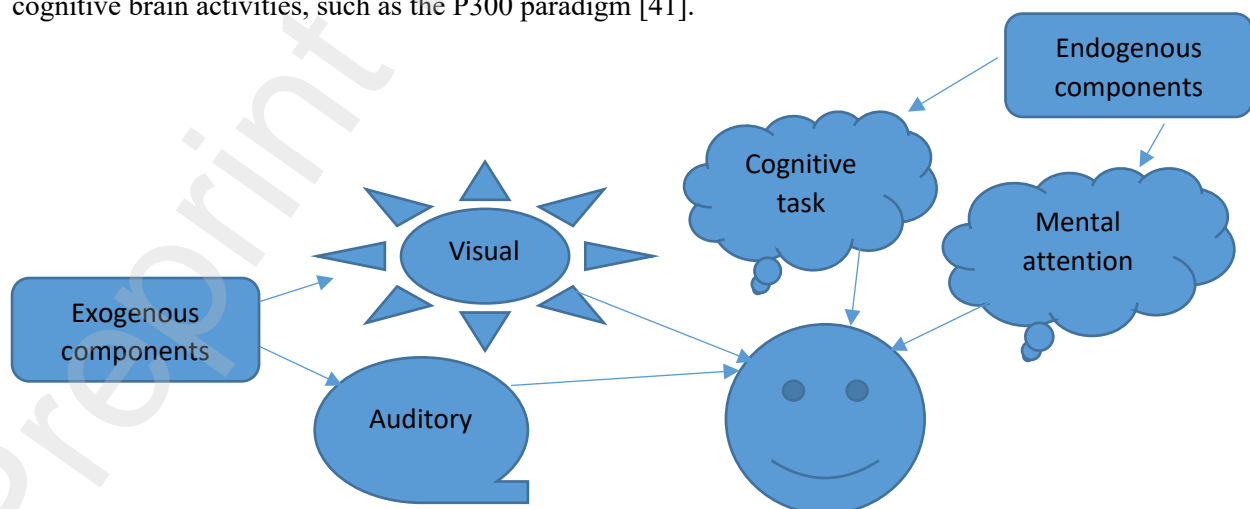 cognitive brain activities, such as the P300 paradigm [41].
Endogenous
components
Cognitive
task
Mental
attention
Visual
Exogenous
components
Auditory
Preprint